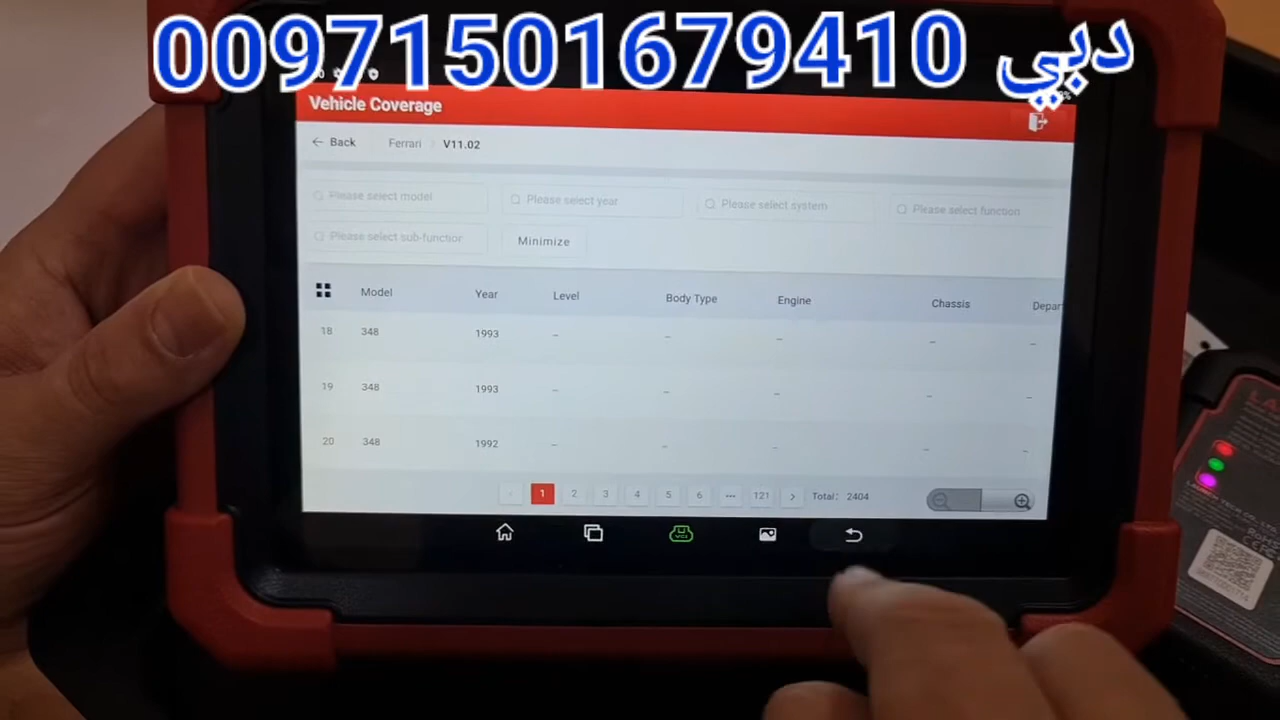 00971501679410 دبي
Vehicle Coverage
Back Ferrari V11.02
Please select model Please select year Please select system Please select function
Please select sub-function Minimize
Model Year Level Body Type Engine Chassis Depar
18 348 1993 – – – – –
19 348 1993 – – – – –
20 348 1992 – – – – –
1 2 3 4 5 6 ••• 121 > Total: 2404
VCI